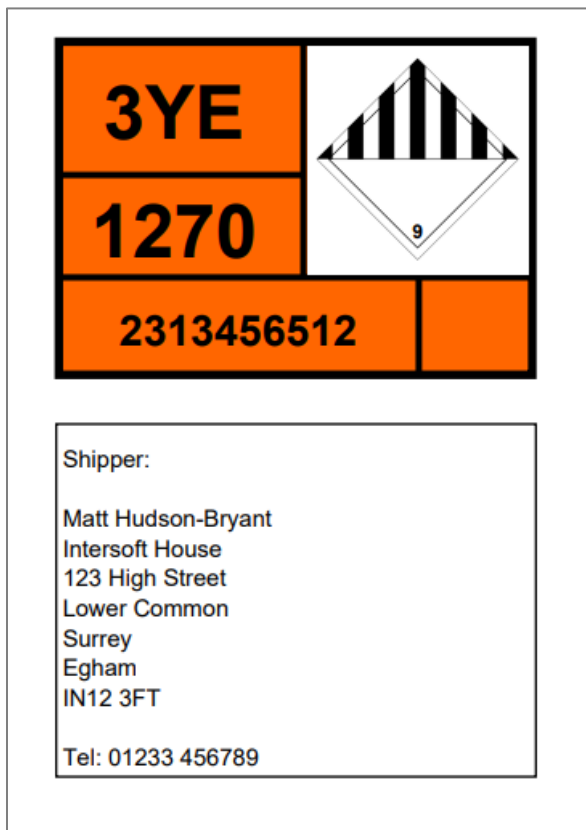 3YE
1270
9
2313456512
Shipper:
Matt Hudson-Bryant
Intersoft House
123 High Street
Lower Common
Surrey
Egham
IN12 3FT
Tel: 01233 456789